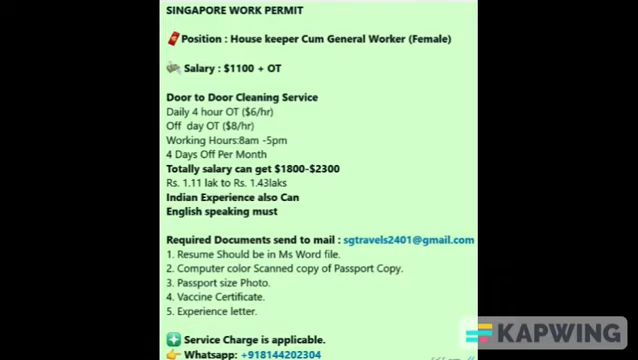 SINGAPORE WORK PERMIT
Position : House keeper Cum General Worker (Female)
Salary : $1100 + OT
Door to Door Cleaning Service
Daily 4 hour OT ($6/hr)
Off day OT ($8/hr)
Working Hours:8am -5pm
4 Days Off Per Month
Totally salary can get $1800-$2300
Rs. 1.11 lak to Rs. 1.43laks
Indian Experience also Can
English speaking must
Required Documents send to mail : sgtravels2401@gmail.com
1. Resume Should be in Ms Word file.
2. Computer color Scanned copy of Passport Copy.
3. Passport size Photo.
4. Vaccine Certificate.
5. Experience letter.
Service Charge is applicable.
Whatsapp: +918144202304
KAPWING